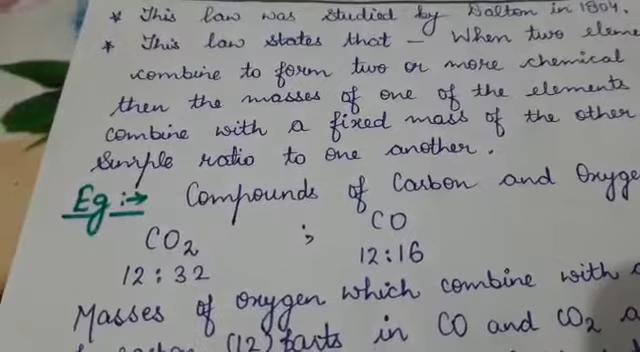 * This law was studied by Dalton in 1804.
* This law states that - When two eleme
combine to form two or more chemical
then the masses of one of the elements
combine with a fixed mass of the other
simple ratio to one another.
Eg :→ Compounds of Carbon and Oxyge
CO2 ; CO
12 : 32 12 : 16
Masses of oxygen which combine with
(12) parts in CO and CO2 a